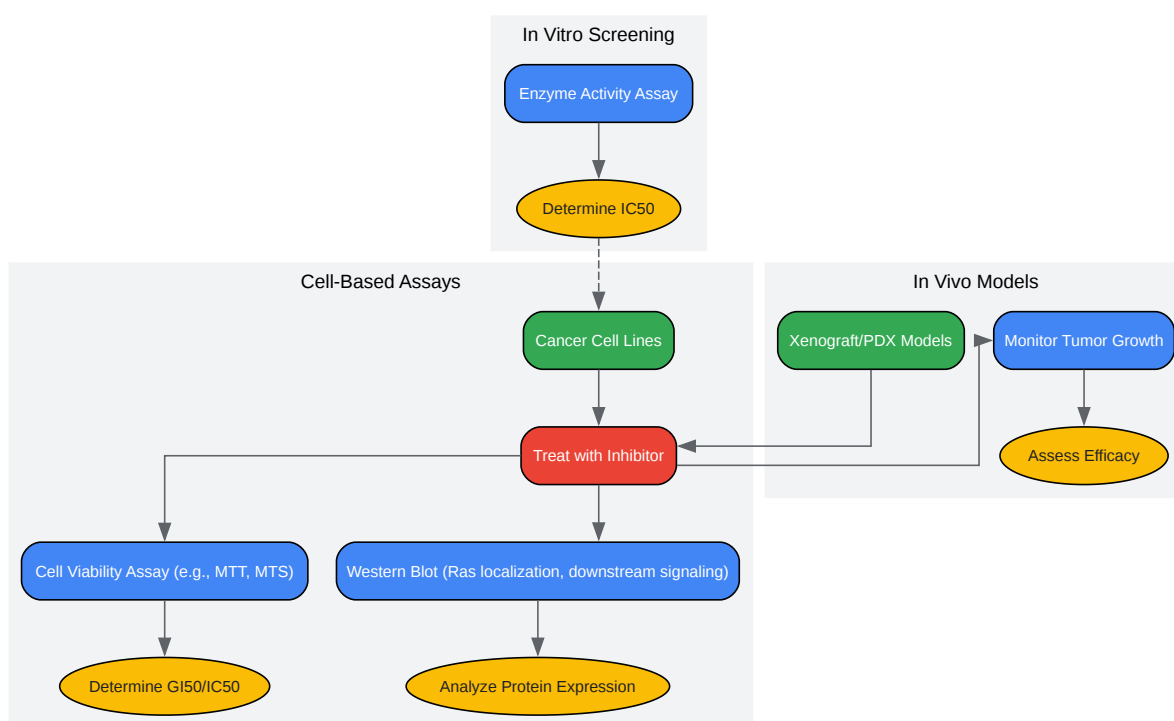 In Vitro Screening
Enzyme Activity Assay
Determine IC50
Cell-Based Assays
In Vivo Models
Cancer Cell Lines
Xenograft/PDX Models
Monitor Tumor Growth
Treat with Inhibitor
Assess Efficacy
Cell Viability Assay (e.g., MTT, MTS)
Western Blot (Ras localization, downstream signaling)
Determine GI50/IC50
Analyze Protein Expression